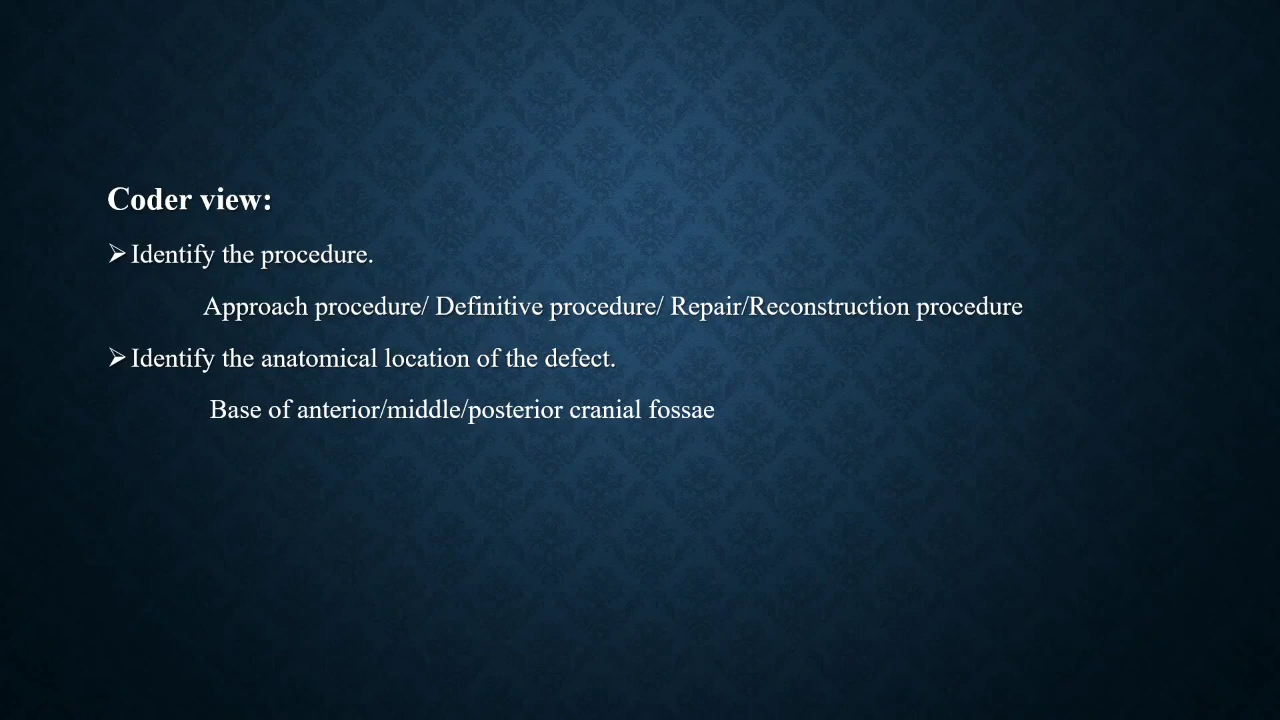 Coder view:
➢Identify the procedure.
Approach procedure/ Definitive procedure/ Repair/Reconstruction procedure
➢Identify the anatomical location of the defect.
Base of anterior/middle/posterior cranial fossae